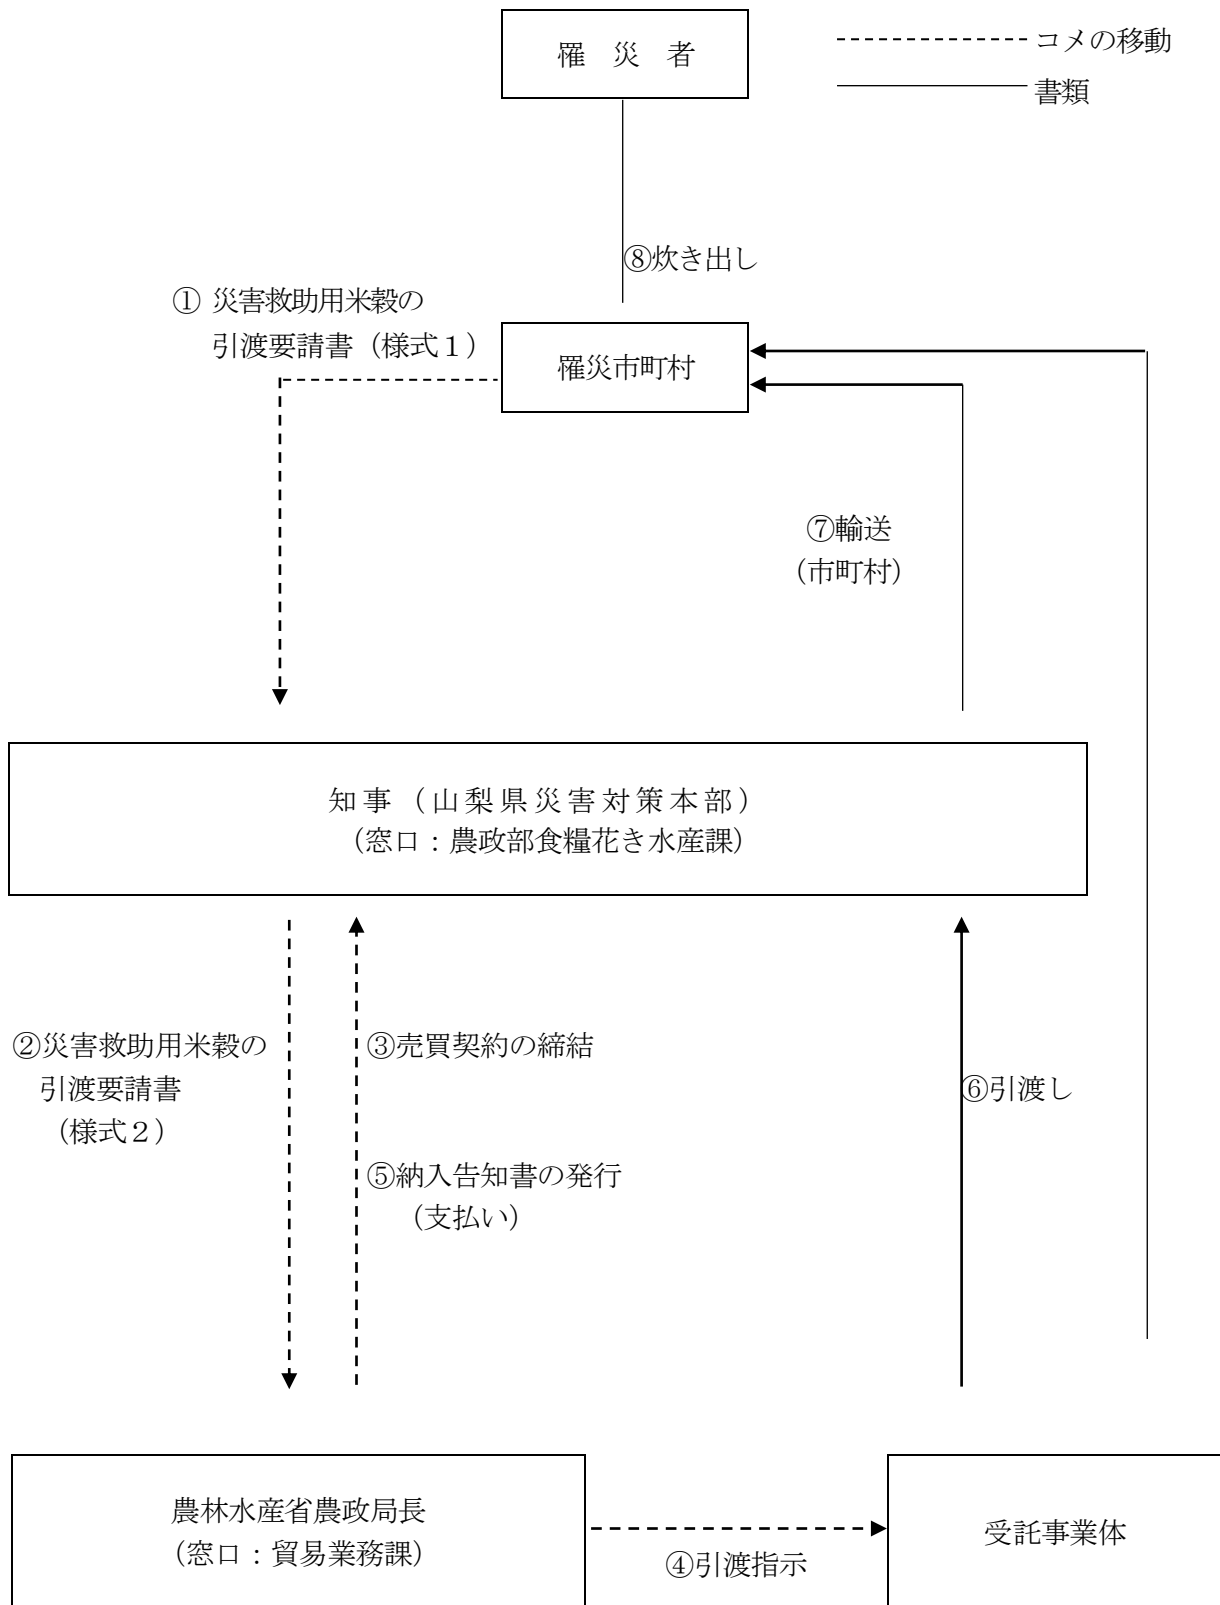 罹　災　者
コメの移動
書類
⑧炊き出し
① 災害救助用米穀の
引渡要請書（様式１）
罹災市町村
⑦輸送
（市町村）
知事（山梨県災害対策本部）
（窓口：農政部食糧花き水産課）
②災害救助用米穀の
引渡要請書
（様式２）
③売買契約の締結
⑤納入告知書の発行
（支払い）
⑥引渡し
農林水産省農政局長
（窓口：貿易業務課）
④引渡指示
受託事業体